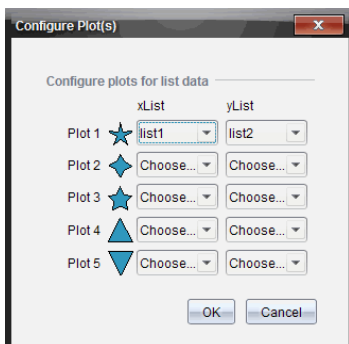 Configure Plot(s)
Configure plots for list data
xList yList
Plot 1 list1 list2
Plot 2 Choose... Choose...
Plot 3 Choose... Choose...
Plot 4 Choose... Choose...
Plot 5 Choose... Choose...
OK Cancel